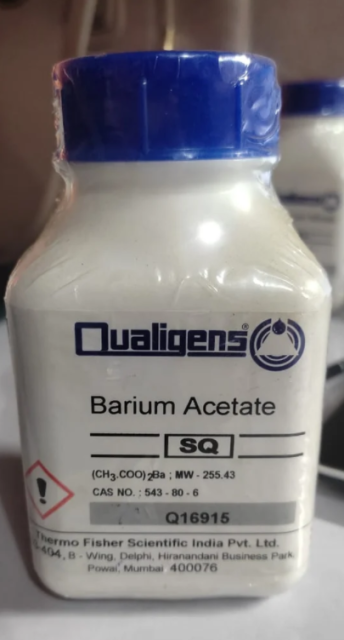 Qualigens®
Barium Acetate
SQ
(CH3.COO)2Ba ; MW - 255.43
CAS NO. : 543 - 80 - 6
Q16915
Thermo Fisher Scientific India Pvt. Ltd.
404, B - Wing, Delphi, Hiranandani Business Park
Powai, Mumbai 400076